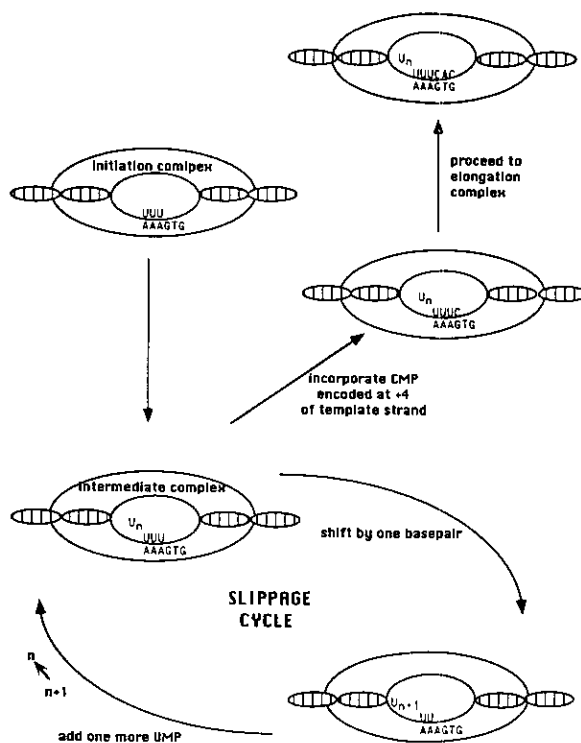 Un
UUUCAC
AAAGTG
proceed to
elongation
complex
initiation comlpex
UUU
AAAGTG
Un
UUUC
AAAGTG
incorporate CMP
encoded at +4
of template strand
intermediate complex
Un
UUU
AAAGTG
shift by one basepair
SLIPPAGE
CYCLE
n
n+1
Un+1
UU
AAAGTG
add one more UMP